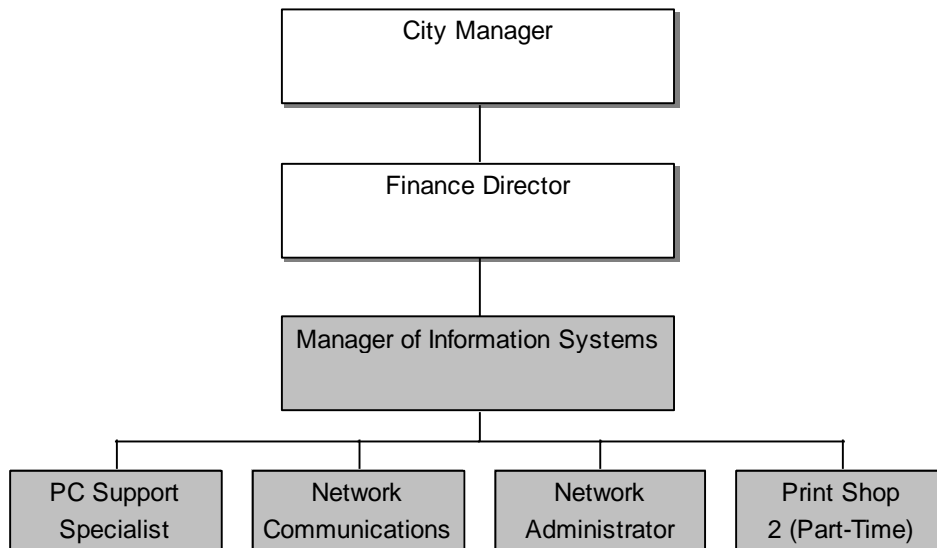 City Manager
Finance Director
Manager of Information Systems
PC Support
Specialist
Network
Communications
Network
Administrator
Print Shop
2 (Part-Time)